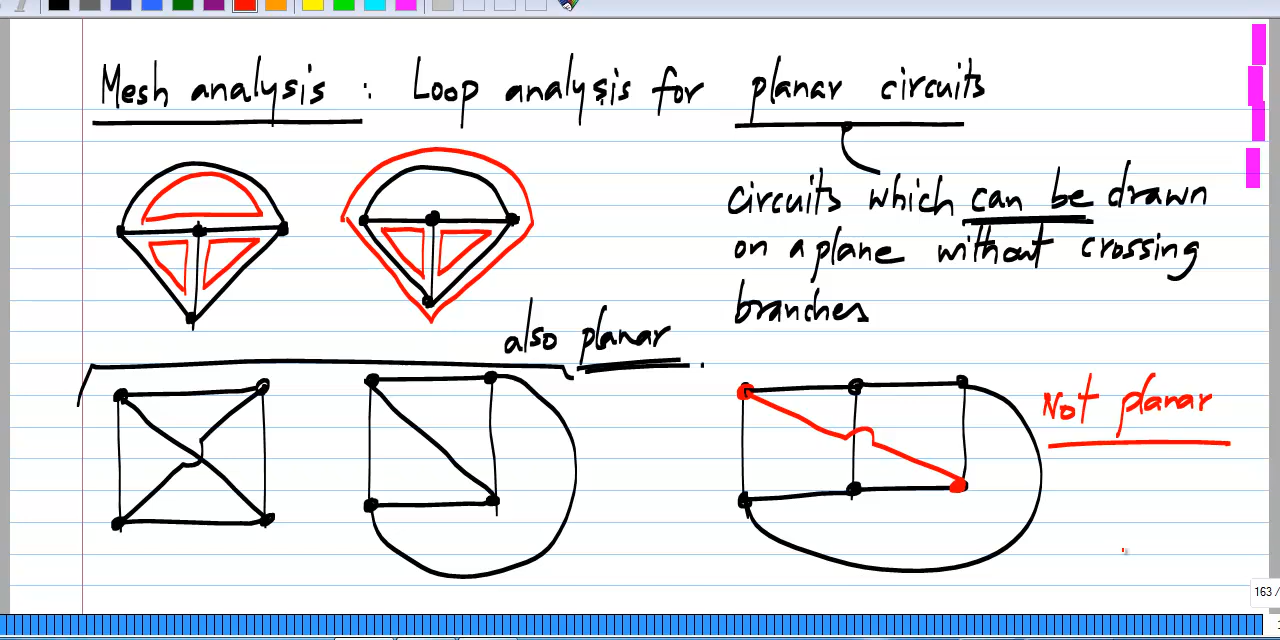 Mesh analysis : Loop analysis for planar circuits
circuits which can be drawn
on a plane without crossing
branches
also planar.
Not planar
163 /